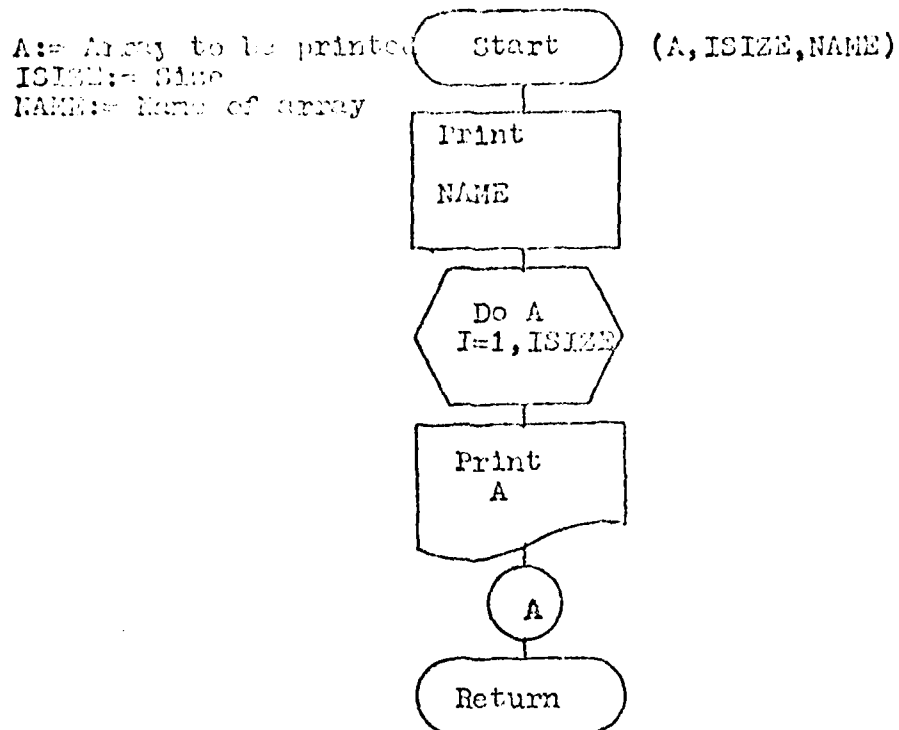 A:= Array to be printed
ISIZE:= Size
NAME:= Name of array
Start
(A,ISIZE,NAME)
Print
NAME
Do A
I=1,ISIZE
Print
A
A
Return